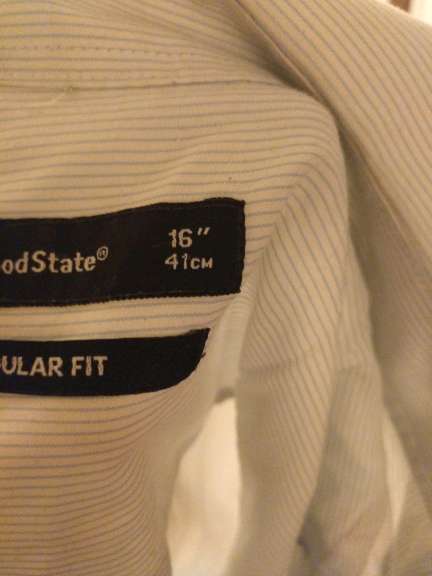 odState®
16"
41CM
ULAR FIT